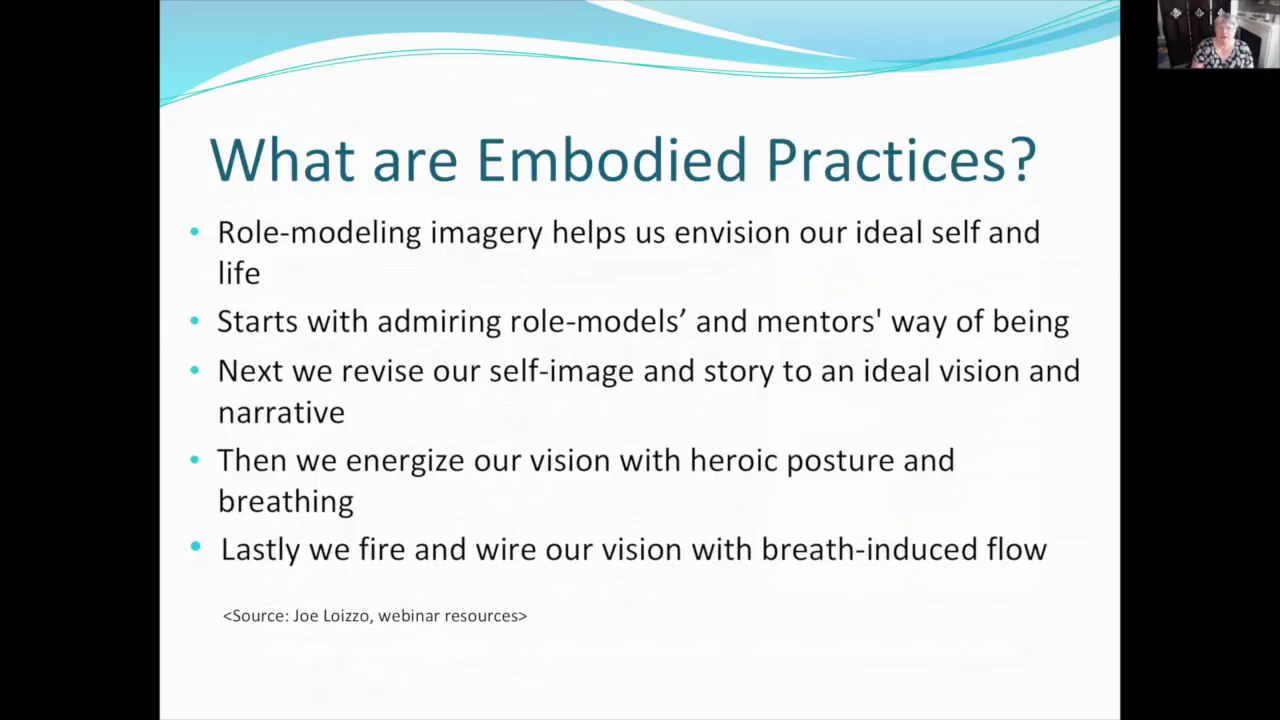 What are Embodied Practices?
• Role-modeling imagery helps us envision our ideal self and
life
• Starts with admiring role-models’ and mentors' way of being
• Next we revise our self-image and story to an ideal vision and
narrative
• Then we energize our vision with heroic posture and
breathing
• Lastly we fire and wire our vision with breath-induced flow
<Source: Joe Loizzo, webinar resources>